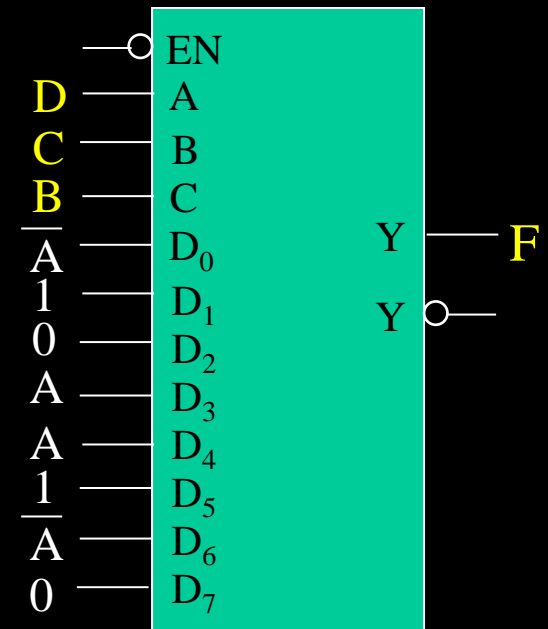 EN
D A
C B
B C
A̅ D₀ Y F
1 D₁ Y
0 D₂
A D₃
A D₄
1 D₅
A̅ D₆
0 D₇